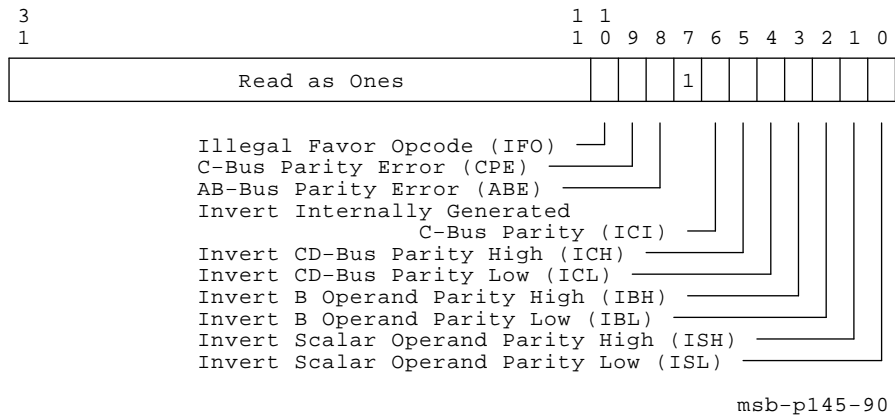 3 1 1
1 1 0 9 8 7 6 5 4 3 2 1 0
Read as Ones 1
Illegal Favor Opcode (IFO)
C-Bus Parity Error (CPE)
AB-Bus Parity Error (ABE)
Invert Internally Generated
C-Bus Parity (ICI)
Invert CD-Bus Parity High (ICH)
Invert CD-Bus Parity Low (ICL)
Invert B Operand Parity High (IBH)
Invert B Operand Parity Low (IBL)
Invert Scalar Operand Parity High (ISH)
Invert Scalar Operand Parity Low (ISL)
msb-p145-90